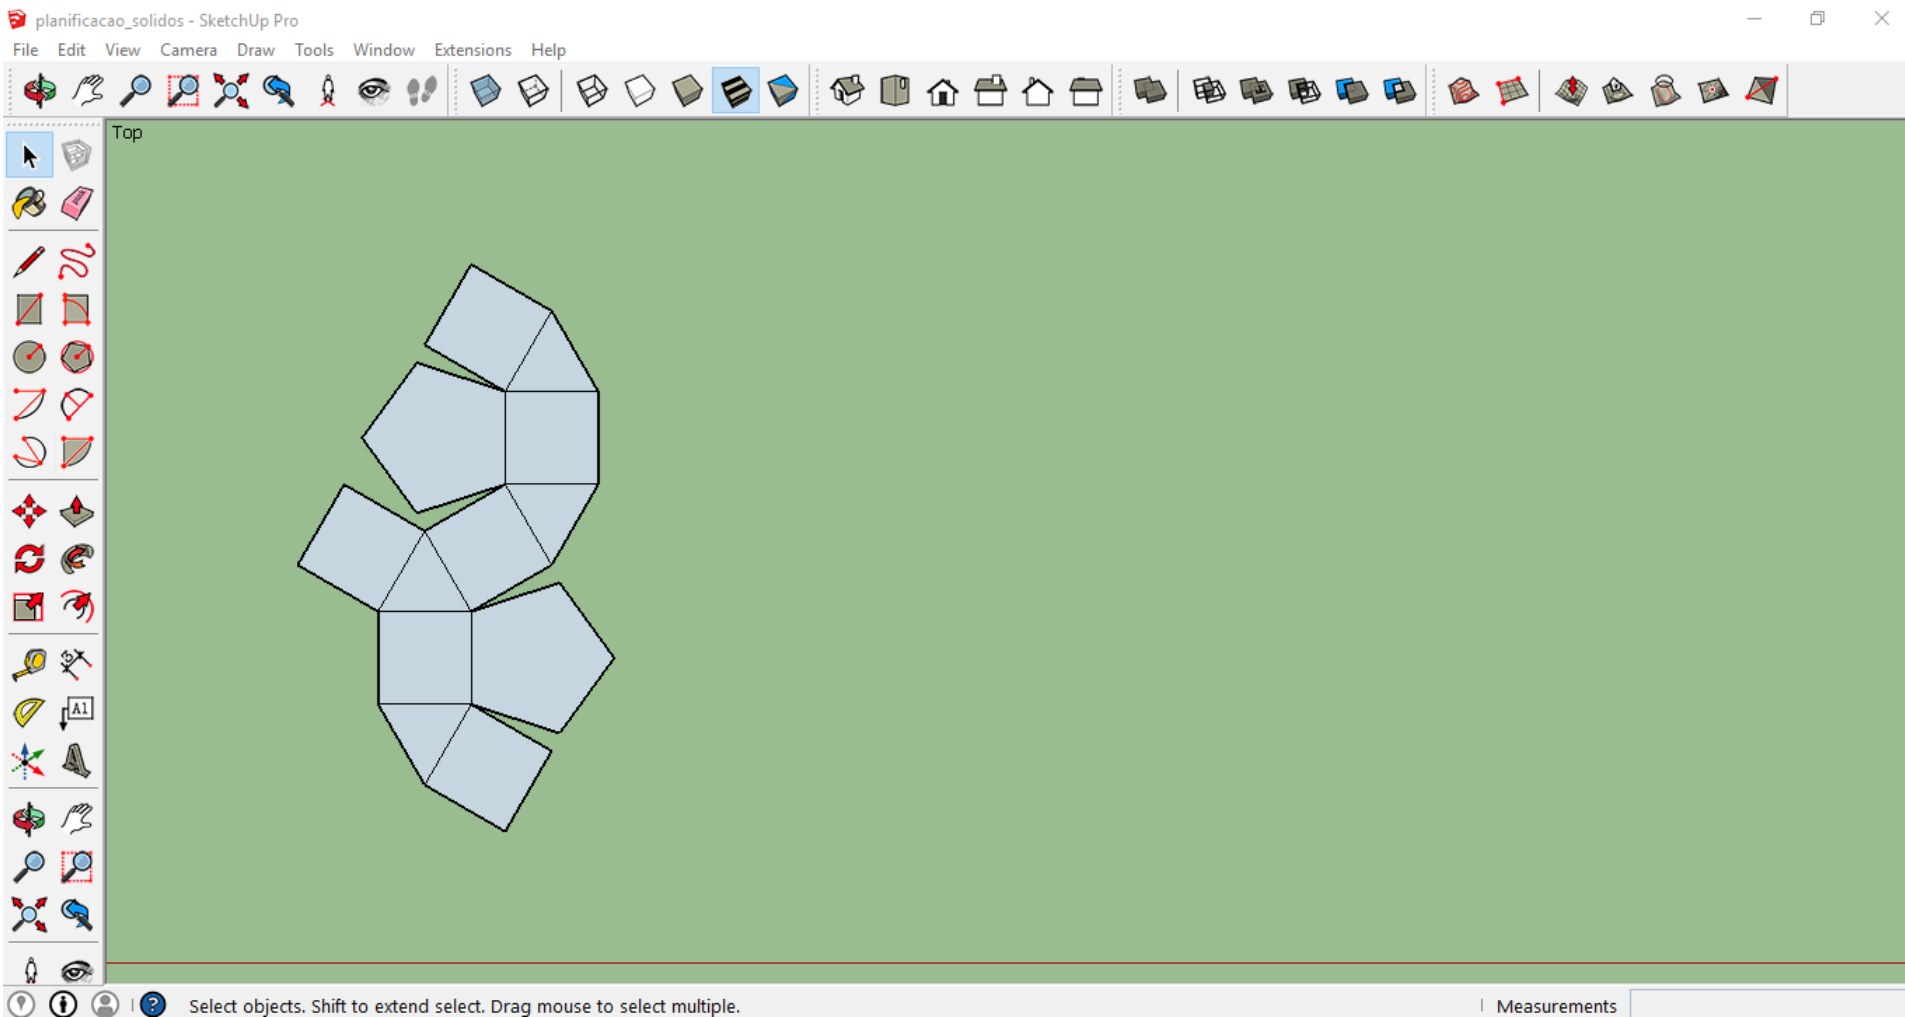 planificacao_solidos - SketchUp Pro
File Edit View Camera Draw Tools Window Extensions Help
Top
A1
Select objects. Shift to extend select. Drag mouse to select multiple.
Measurements